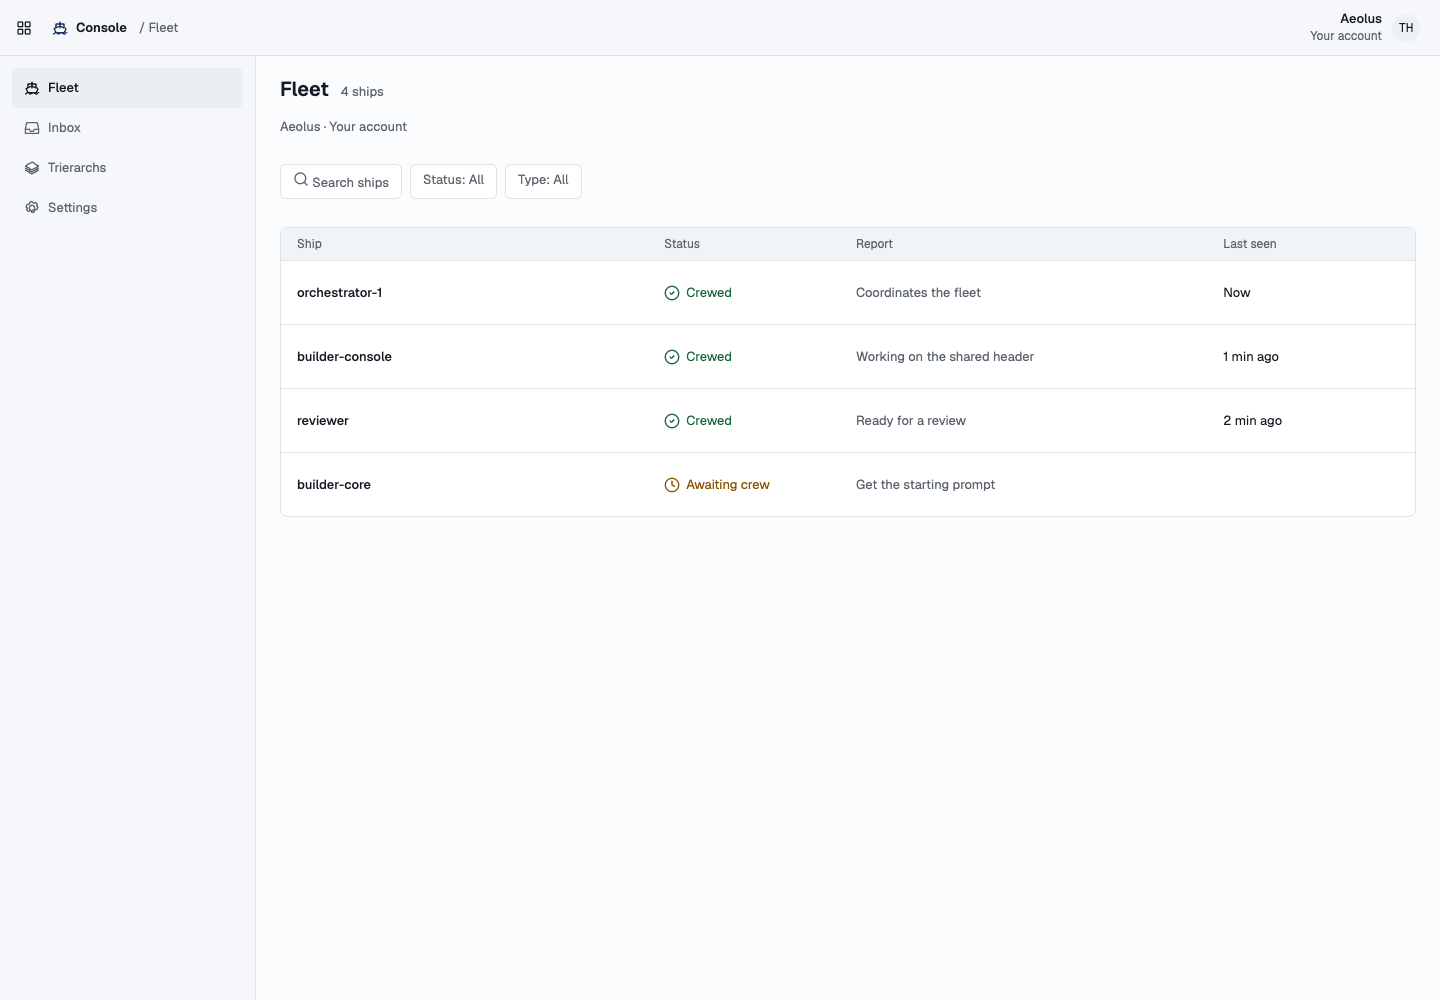 Console / Fleet
Aeolus
Your account
TH
Fleet
Inbox
Trierarchs
Settings
Fleet 4 ships
Aeolus · Your account
Search ships Status: All Type: All
Ship Status Report Last seen
orchestrator-1 Crewed Coordinates the fleet Now
builder-console Crewed Working on the shared header 1 min ago
reviewer Crewed Ready for a review 2 min ago
builder-core Awaiting crew Get the starting prompt